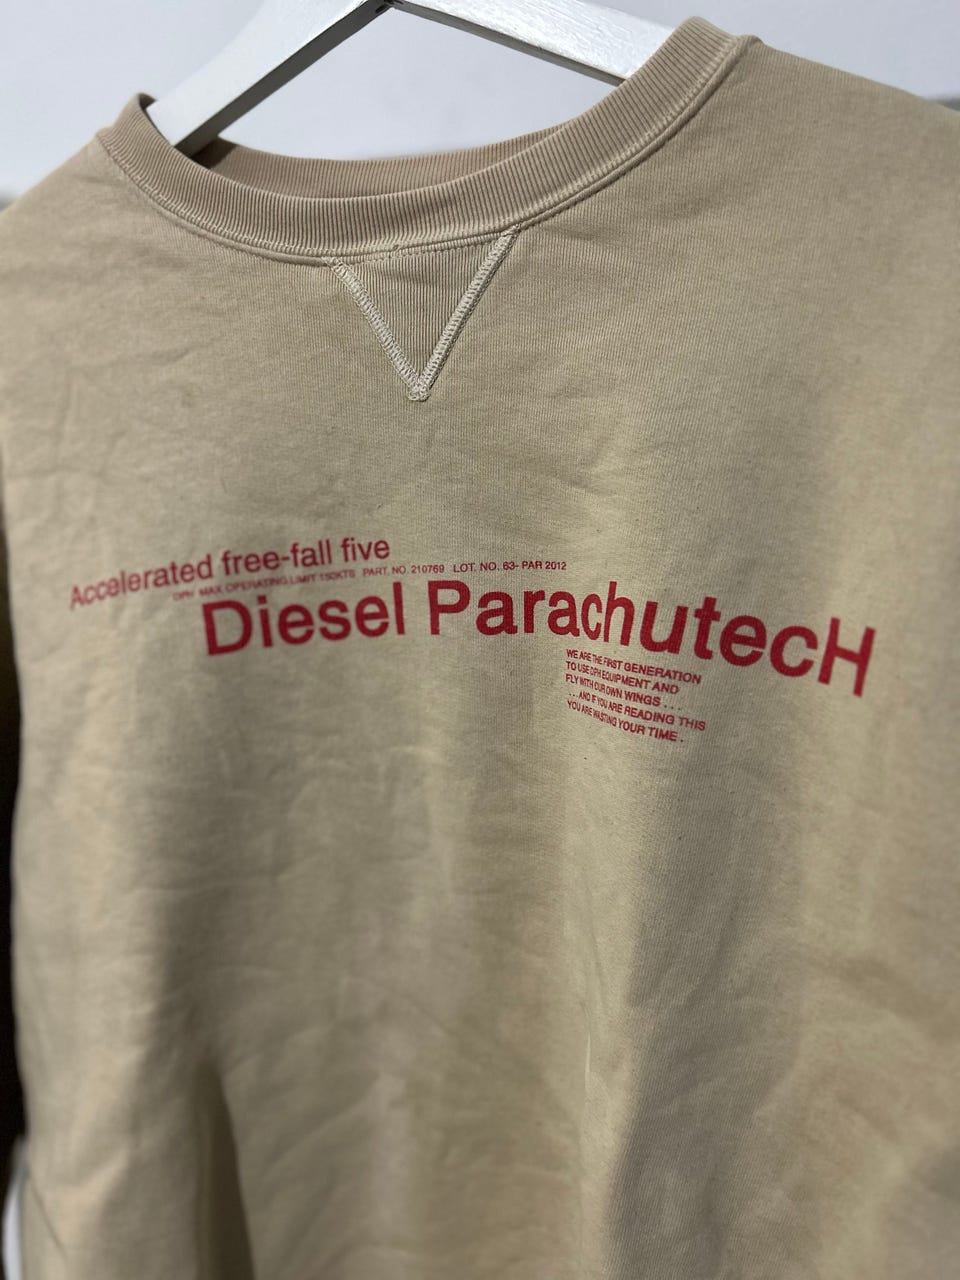 Accelerated free-fall five
DPH MAX OPERATING LIMIT 150KTS PART. NO. 210769 LOT. NO. 63- PAR 2012
Diesel ParachutecH
WE ARE THE FIRST GENERATION
TO USE DPH EQUIPMENT AND
FLY WITH OUR OWN WINGS . . .
. . . AND IF YOU ARE READING THIS
YOU ARE WASTING YOUR TIME .